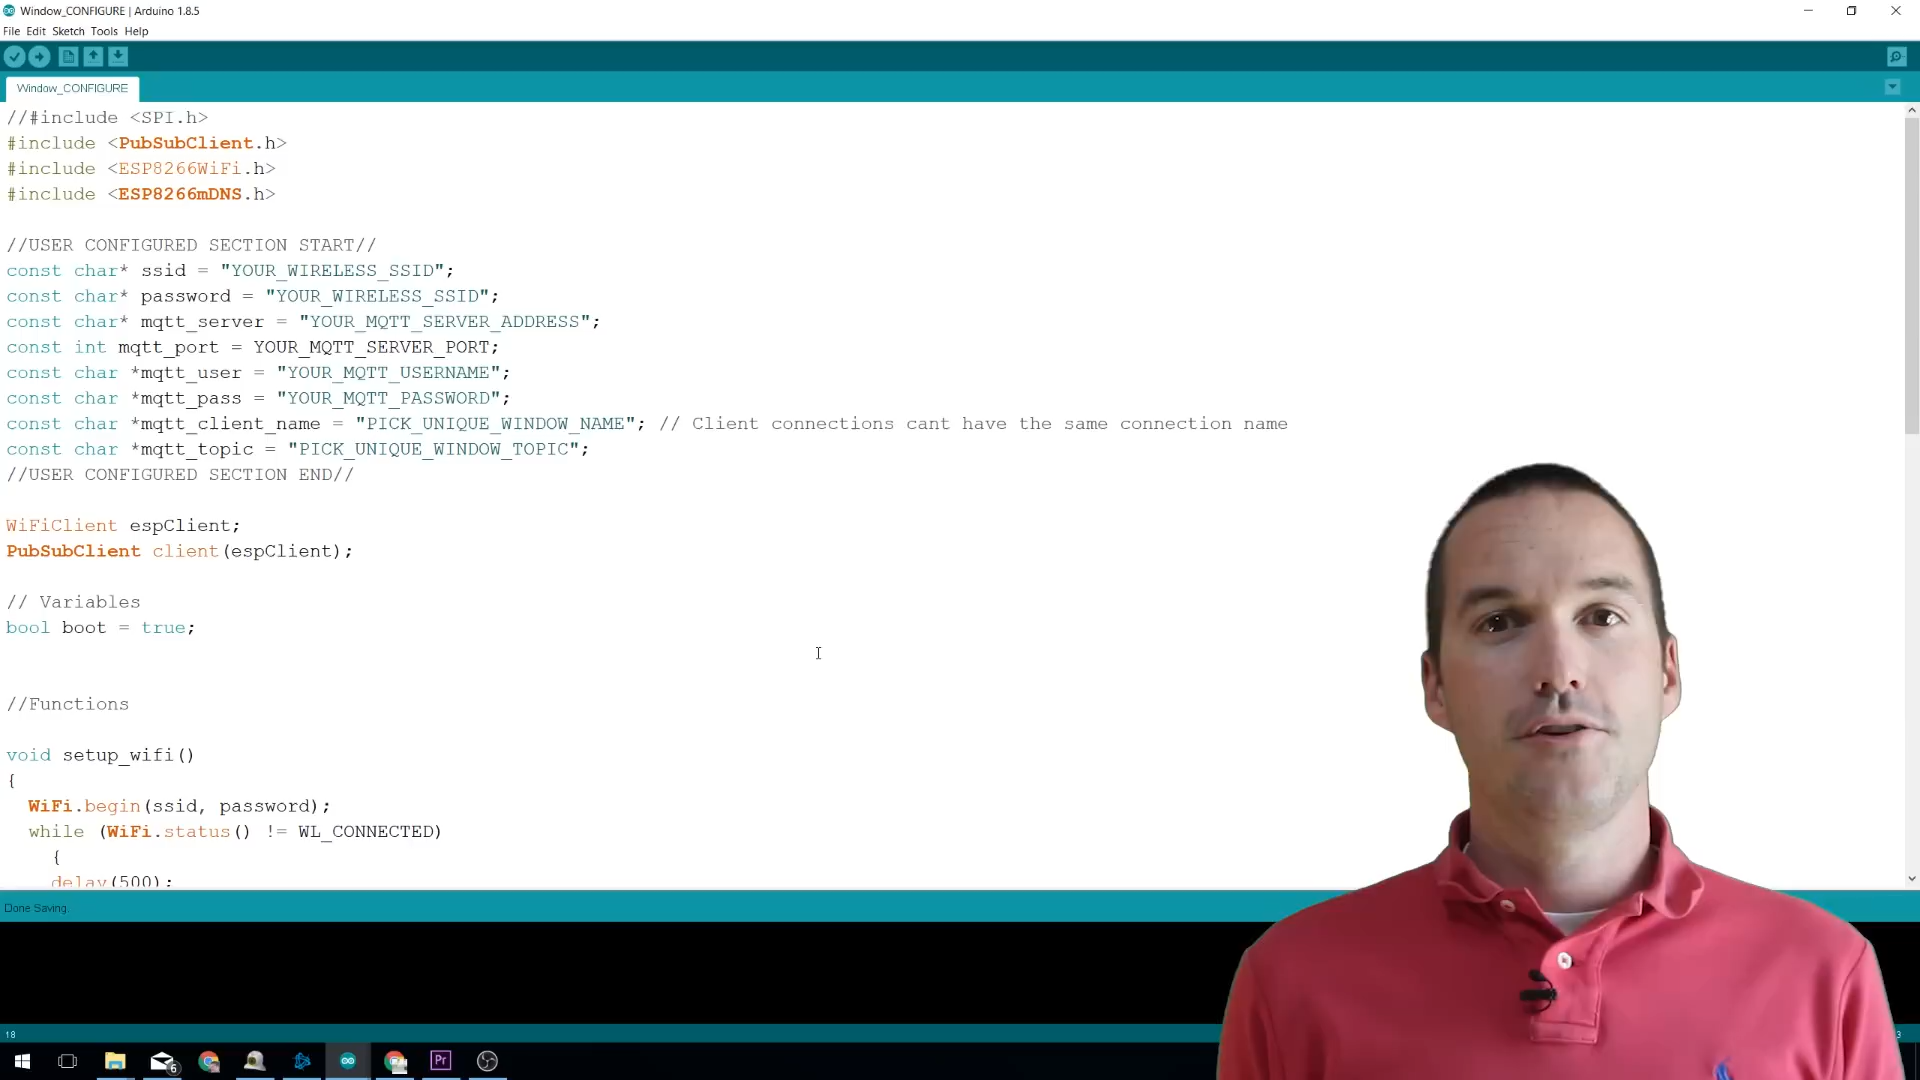 Window_CONFIGURE | Arduino 1.8.5
File Edit Sketch Tools Help
Window_CONFIGURE
//#include <SPI.h>
#include <PubSubClient.h>
#include <ESP8266WiFi.h>
#include <ESP8266mDNS.h>
//USER CONFIGURED SECTION START//
const char* ssid = "YOUR_WIRELESS_SSID";
const char* password = "YOUR_WIRELESS_SSID";
const char* mqtt_server = "YOUR_MQTT_SERVER_ADDRESS";
const int mqtt_port = YOUR_MQTT_SERVER_PORT;
const char *mqtt_user = "YOUR_MQTT_USERNAME";
const char *mqtt_pass = "YOUR_MQTT_PASSWORD";
const char *mqtt_client_name = "PICK_UNIQUE_WINDOW_NAME"; // Client connections cant have the same connection name
const char *mqtt_topic = "PICK_UNIQUE_WINDOW_TOPIC";
//USER CONFIGURED SECTION END//
WiFiClient espClient;
PubSubClient client(espClient);
// Variables
bool boot = true;
//Functions
void setup_wifi()
{
WiFi.begin(ssid, password);
while (WiFi.status() != WL_CONNECTED)
{
delay(500);
Done Saving.
18
6
Pr